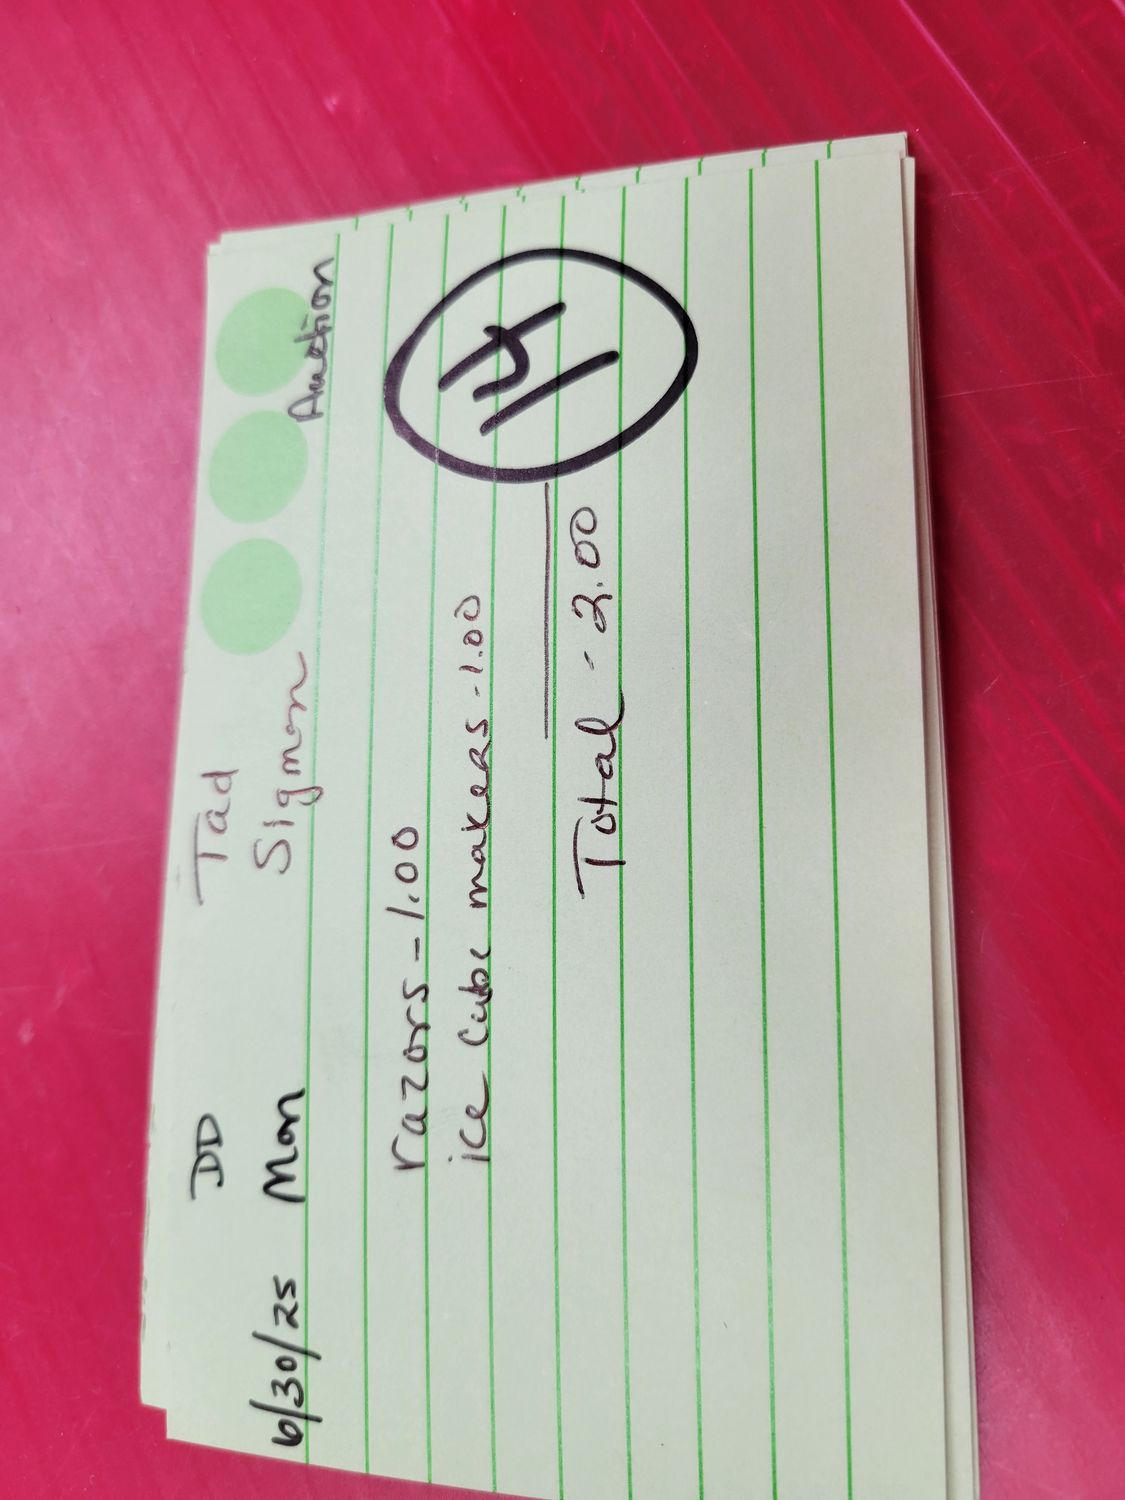 DD Tad
6/30/25 Mon Sigmon Auction
razors - 1.00
ice cube makers - 1.00
Total - 2.00
14